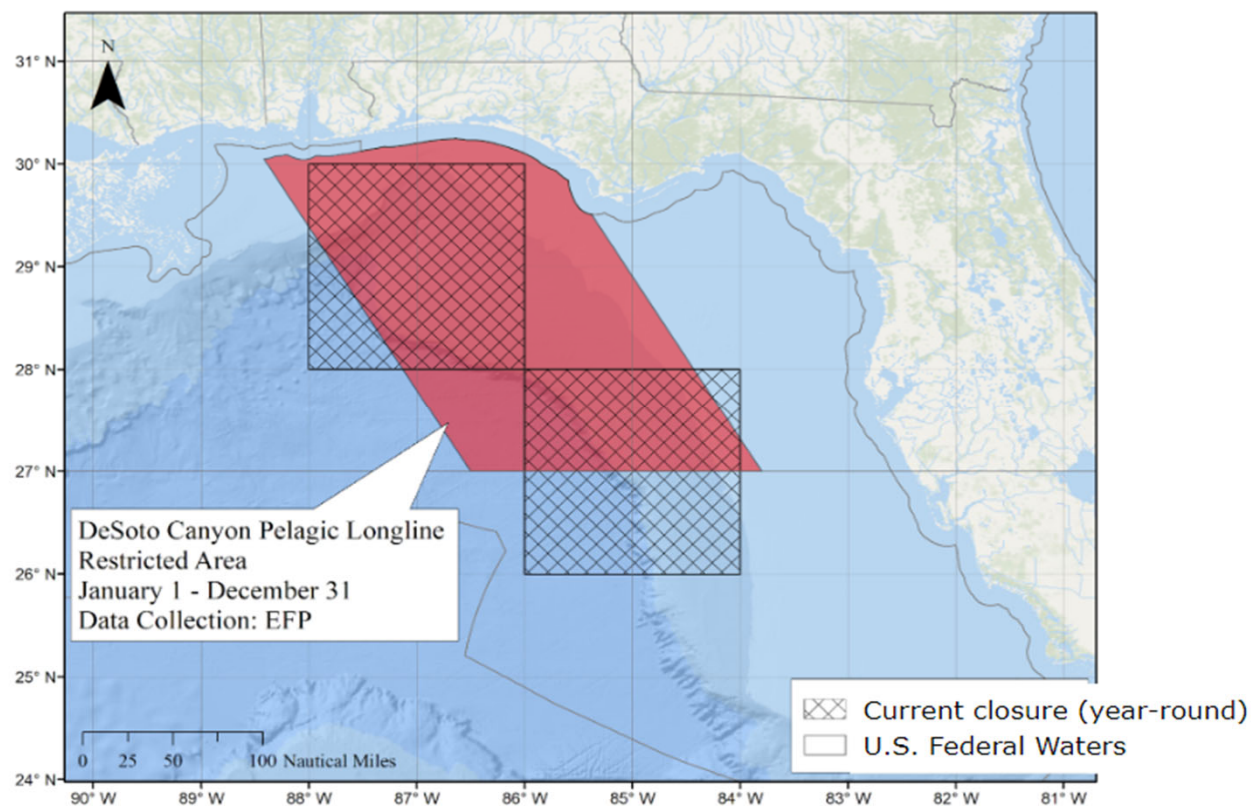 N
31° N
30° N
29° N
28° N
27° N
26° N
25° N
24° N
DeSoto Canyon Pelagic Longline
Restricted Area
January 1 - December 31
Data Collection: EFP
Current closure (year-round)
U.S. Federal Waters
0 25 50 100 Nautical Miles
90°W 89°W 88°W 87°W 86°W 85°W 84°W 83°W 82°W 81°W